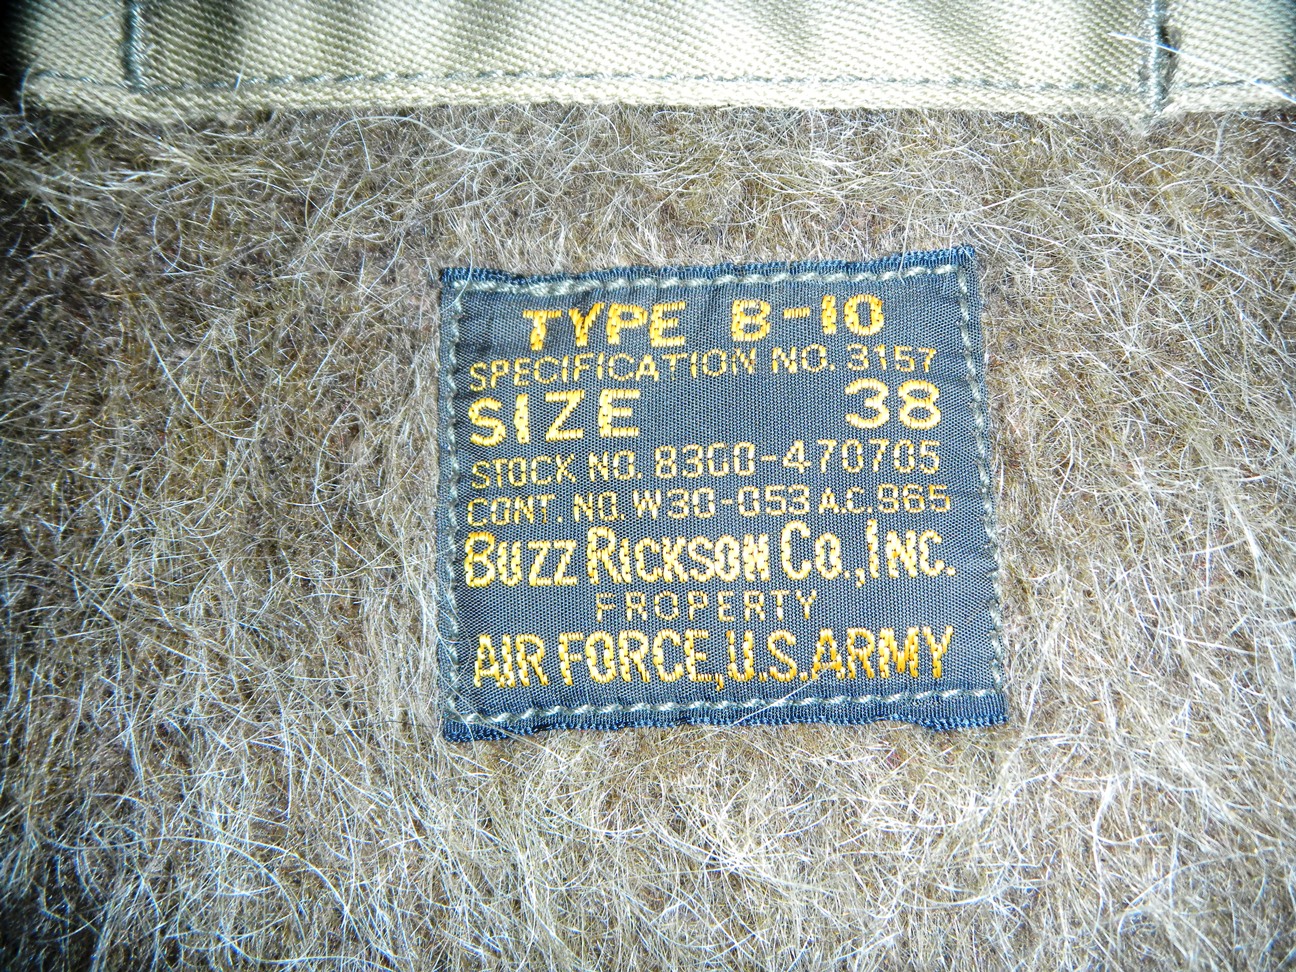 TYPE B-10
SPECIFICATION NO. 3157
SIZE 38
STOCK NO. 8300-470705
CONT. NO. W30-053 A.C. 965
BUZZ RICKSON CO., INC.
PROPERTY
AIR FORCE, U.S. ARMY